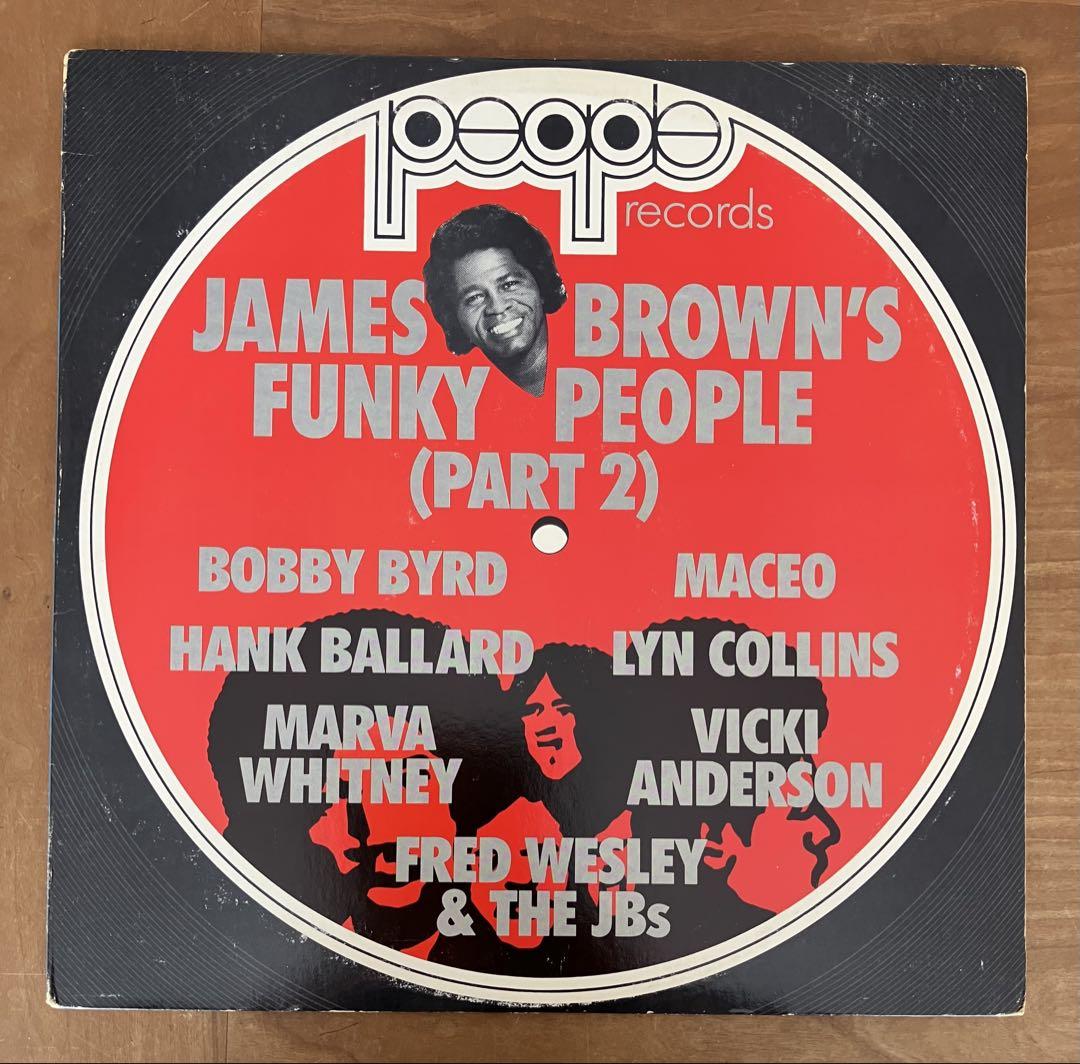 people
records
JAMES BROWN'S
FUNKY PEOPLE
(PART 2)
BOBBY BYRD
MACEO
HANK BALLARD
LYN COLLINS
MARVA
WHITNEY
VICKI
ANDERSON
FRED WESLEY
& THE JBs